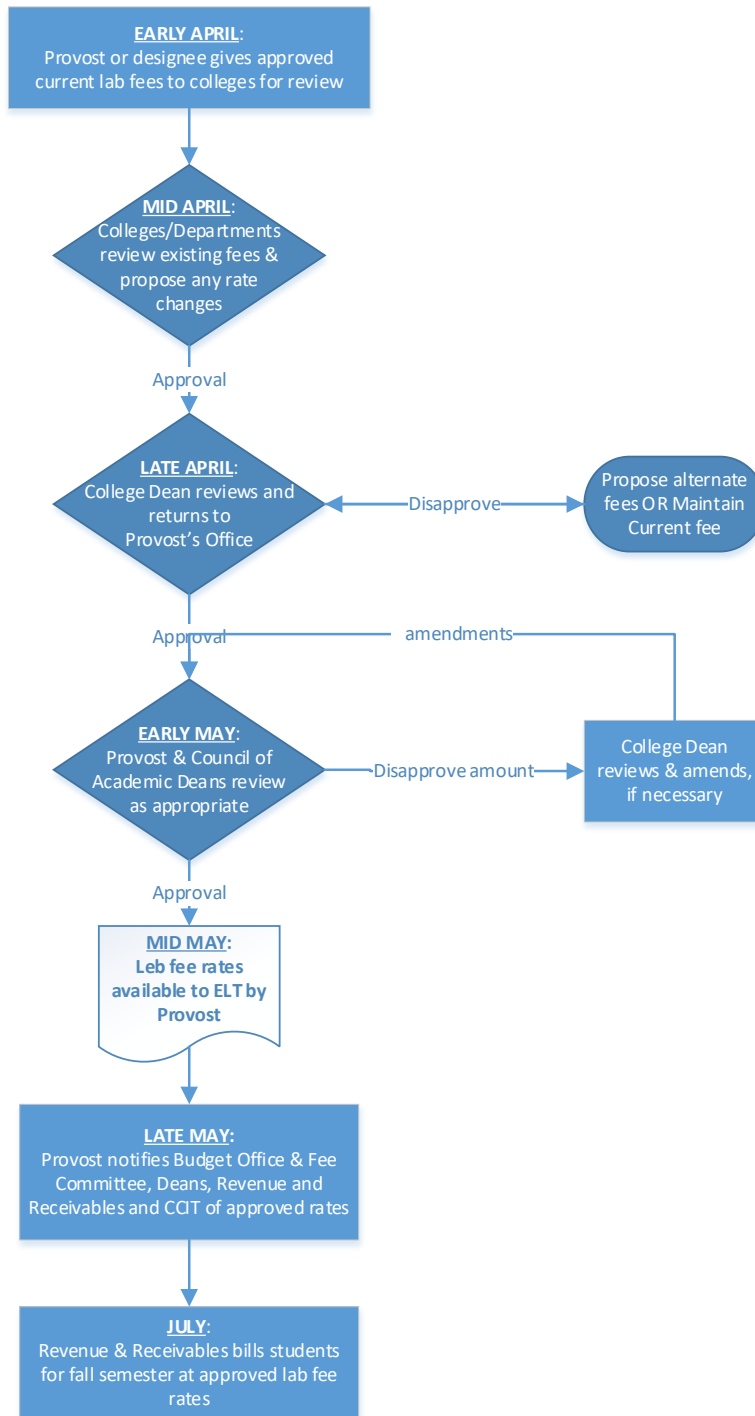 EARLY APRIL:
Provost or designee gives approved
current lab fees to colleges for review
MID APRIL:
Colleges/Departments
review existing fees &
propose any rate
changes
Approval
LATE APRIL:
College Dean reviews and
returns to
Provost's Office
Disapprove
Propose alternate
fees OR Maintain
Current fee
Approval
amendments
EARLY MAY:
Provost & Council of
Academic Deans review
as appropriate
Disapprove amount
College Dean
reviews & amends,
if necessary
Approval
MID MAY:
Leb fee rates
available to ELT by
Provost
LATE MAY:
Provost notifies Budget Office & Fee
Committee, Deans, Revenue and
Receivables and CCIT of approved rates
JULY:
Revenue & Receivables bills students
for fall semester at approved lab fee
rates